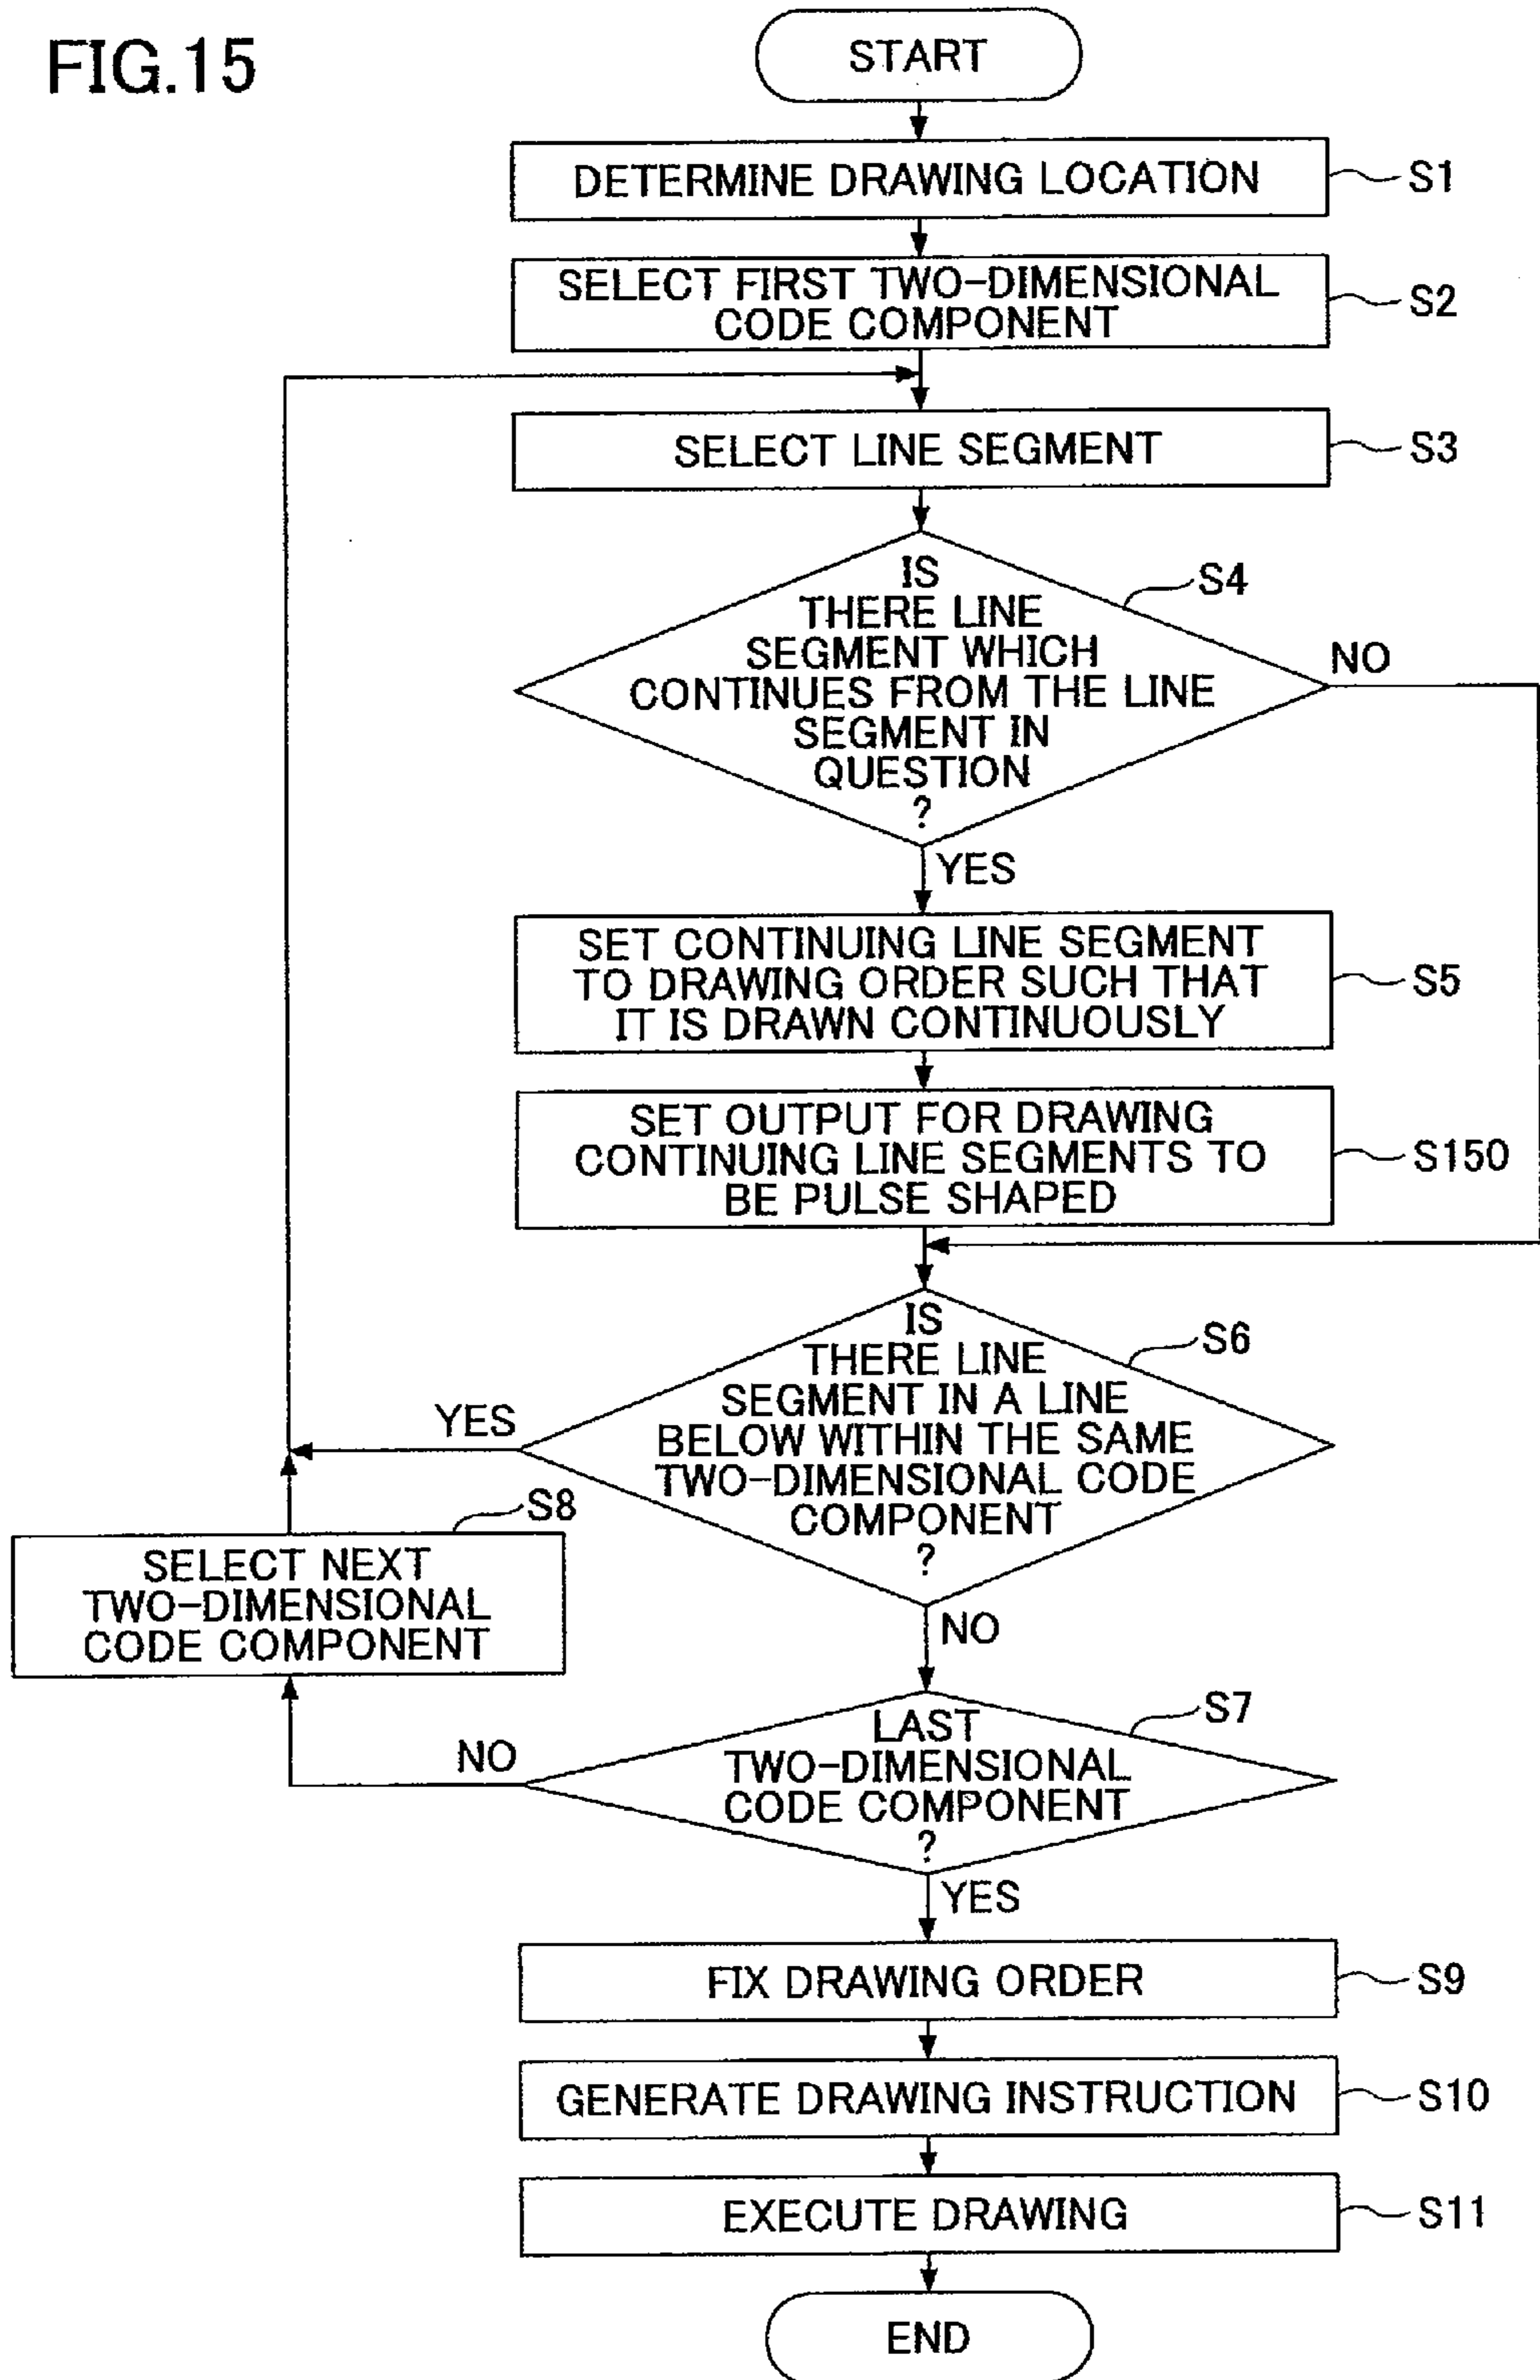 FIG.15
START
DETERMINE DRAWING LOCATION
S1
SELECT FIRST TWO-DIMENSIONAL
CODE COMPONENT
S2
SELECT LINE SEGMENT
S3
IS
THERE LINE
SEGMENT WHICH
CONTINUES FROM THE LINE
SEGMENT IN
QUESTION
?
S4
NO
YES
SET CONTINUING LINE SEGMENT
TO DRAWING ORDER SUCH THAT
IT IS DRAWN CONTINUOUSLY
S5
SET OUTPUT FOR DRAWING
CONTINUING LINE SEGMENTS TO
BE PULSE SHAPED
S150
IS
THERE LINE
SEGMENT IN A LINE
BELOW WITHIN THE SAME
TWO-DIMENSIONAL CODE
COMPONENT
?
S6
YES
NO
S8
SELECT NEXT
TWO-DIMENSIONAL
CODE COMPONENT
LAST
TWO-DIMENSIONAL
CODE COMPONENT
?
S7
NO
YES
FIX DRAWING ORDER
S9
GENERATE DRAWING INSTRUCTION
S10
EXECUTE DRAWING
S11
END